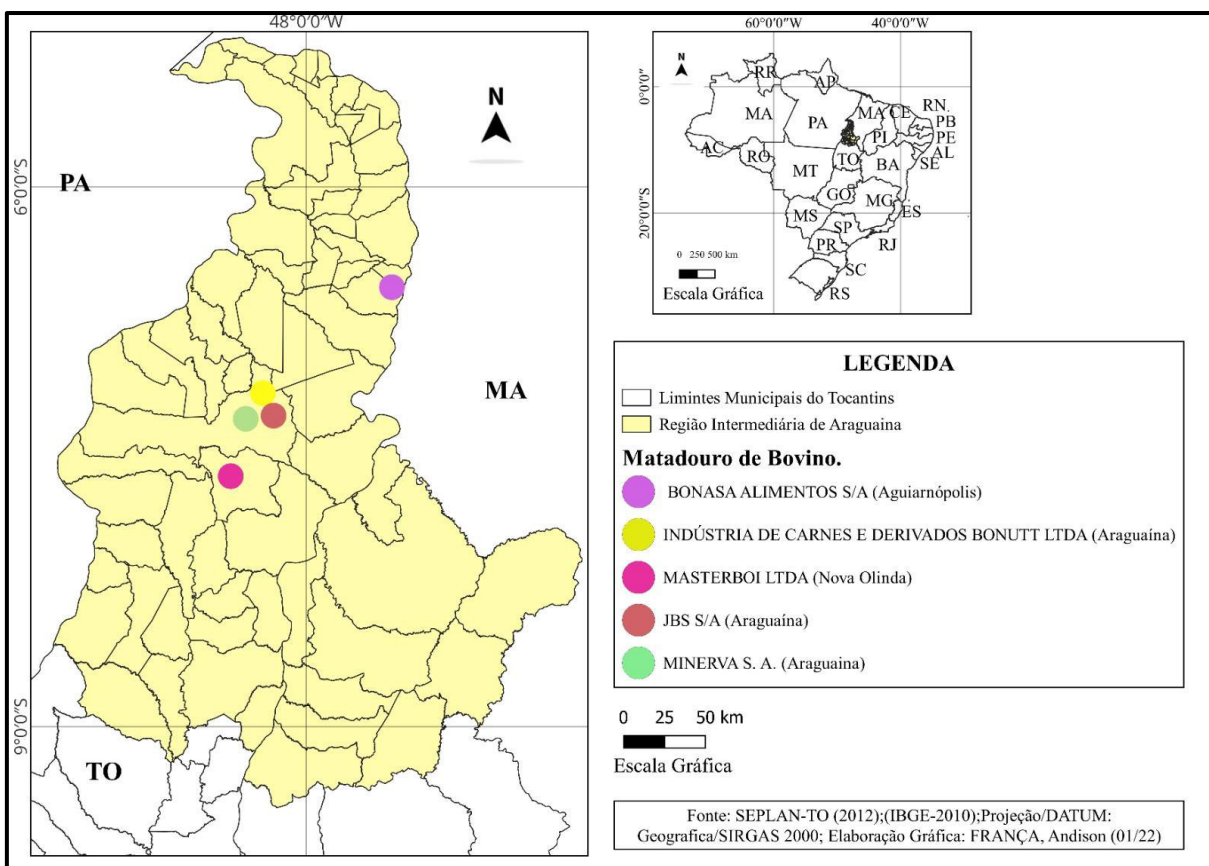 48°0'0"W
N
PA
6°0'0"S
MA
9°0'0"S
TO
60°0'0"W 40°0'0"W
N
0°0'0"
20°0'0"S
RR
AP
MA
PA
MA
CE
RN.
PB
PE
AL
SE
PI
AC
RO
TO
BA
MT
GO
MG
ES
MS
SP
RJ
PR
SC
RS
0 250 500 km
Escala Gráfica
LEGENDA
Limintes Municipais do Tocantins
Região Intermediária de Araguaina
Matadouro de Bovino.
BONASA ALIMENTOS S/A (Aguiarnópolis)
INDÚSTRIA DE CARNES E DERIVADOS BONUTT LTDA (Araguaína)
MASTERBOI LTDA (Nova Olinda)
JBS S/A (Araguaína)
MINERVA S. A. (Araguaina)
0 25 50 km
Escala Gráfica
Fonte: SEPLAN-TO (2012);(IBGE-2010);Projeção/DATUM:
Geografica/SIRGAS 2000; Elaboração Gráfica: FRANÇA, Andison (01/22)